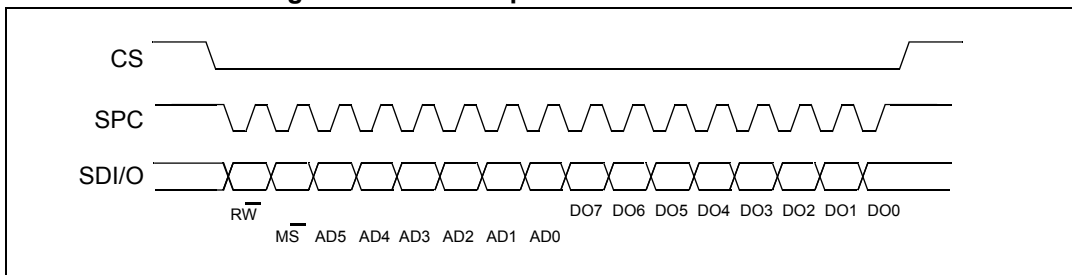 CS
SPC
SDI/O
RW̅
DO7 DO6 DO5 DO4 DO3 DO2 DO1 DO0
MS̅ AD5 AD4 AD3 AD2 AD1 AD0